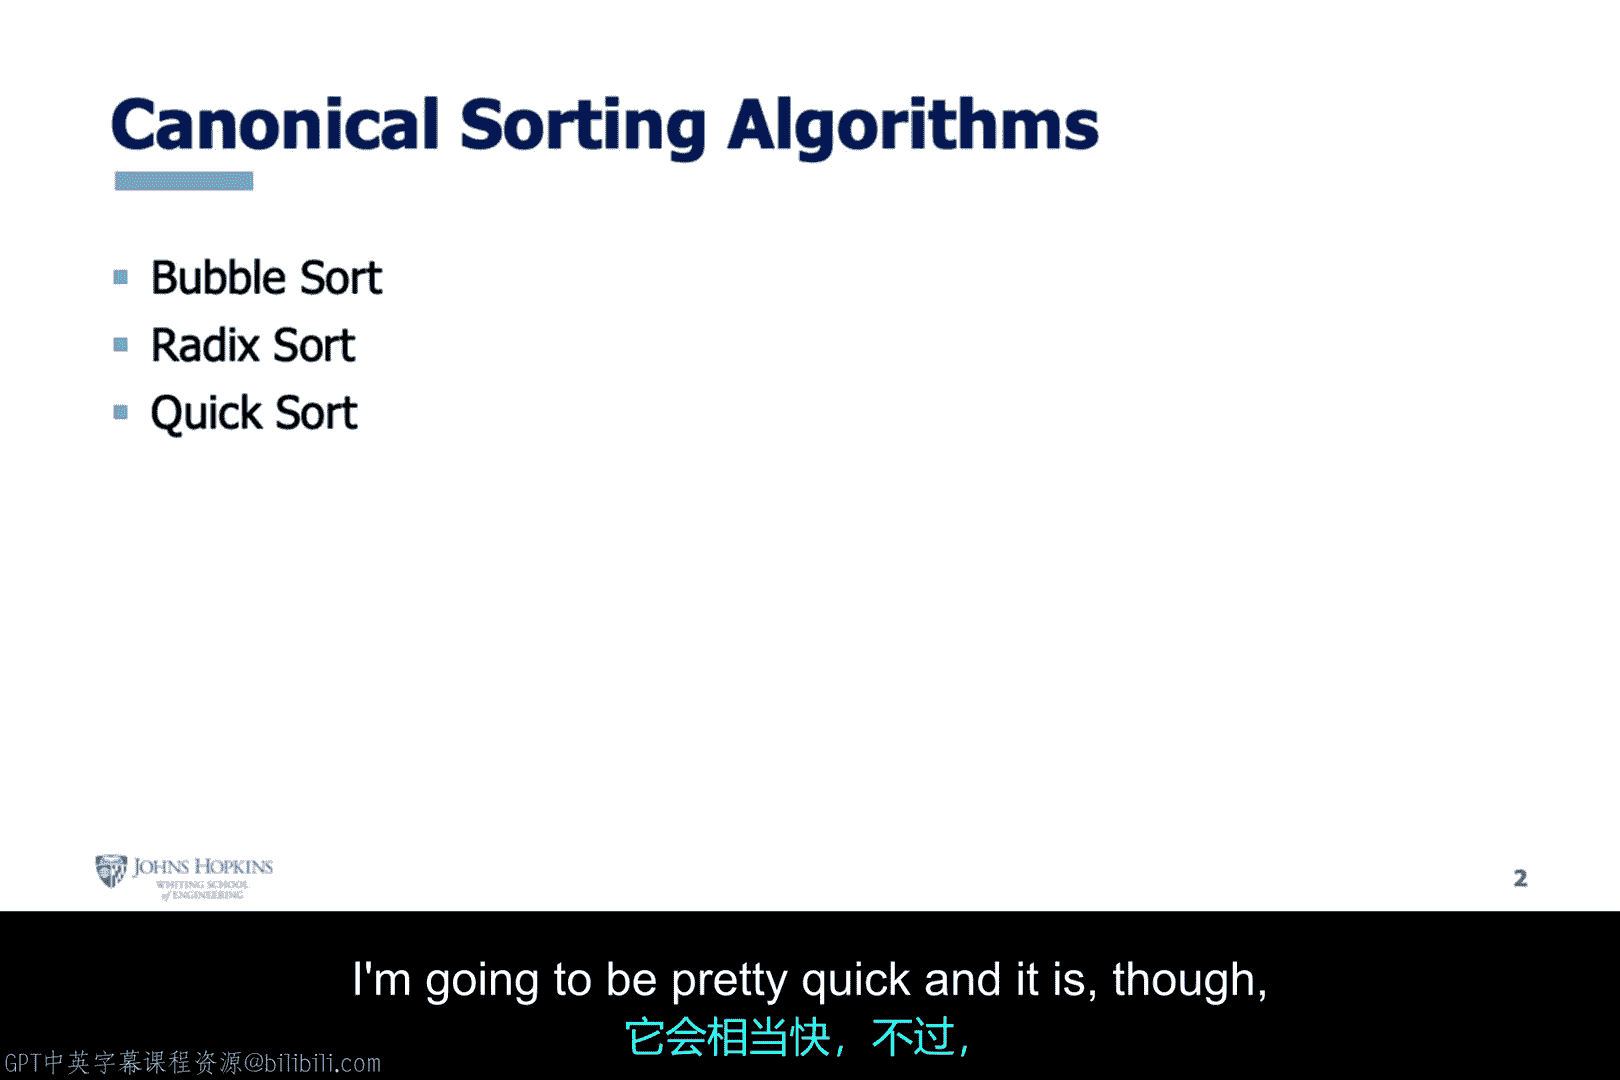 Canonical Sorting Algorithms
Bubble Sort
Radix Sort
Quick Sort
JOHNS HOPKINS
WHITING SCHOOL
of ENGINEERING
2
I'm going to be pretty quick and it is, though,
它会相当快，不过，
GPT中英字幕课程资源@bilibili.com